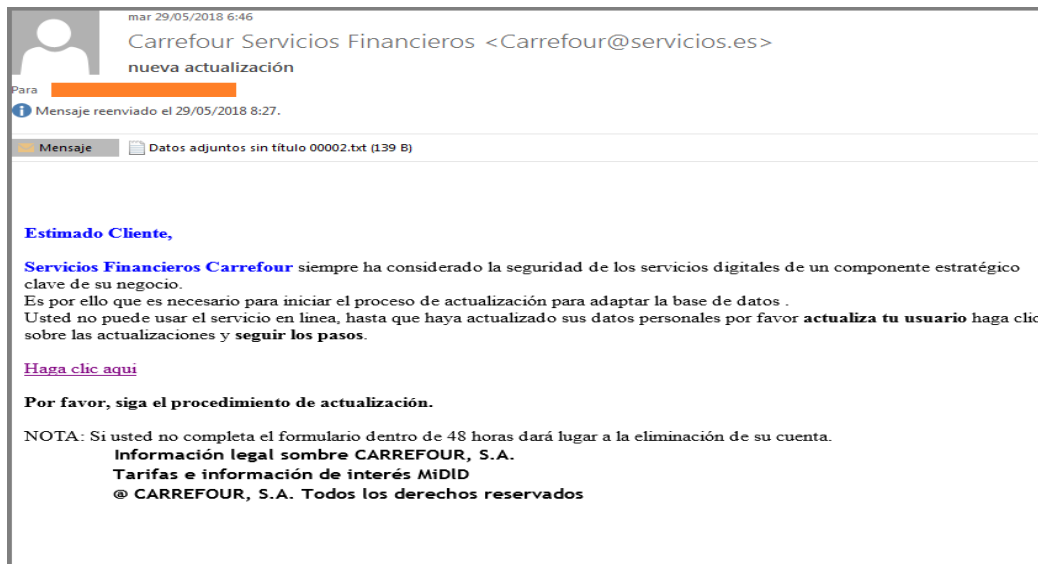 mar 29/05/2018 6:46
Carrefour Servicios Financieros <Carrefour@servicios.es>
nueva actualización
Para
Mensaje reenviado el 29/05/2018 8:27.
Mensaje Datos adjuntos sin título 00002.txt (139 B)
Estimado Cliente,
Servicios Financieros Carrefour siempre ha considerado la seguridad de los servicios digitales de un componente estratégico
clave de su negocio.
Es por ello que es necesario para iniciar el proceso de actualización para adaptar la base de datos .
Usted no puede usar el servicio en linea, hasta que haya actualizado sus datos personales por favor actualiza tu usuario haga clic
sobre las actualizaciones y seguir los pasos.
Haga clic aqui
Por favor, siga el procedimiento de actualización.
NOTA: Si usted no completa el formulario dentro de 48 horas dará lugar a la eliminación de su cuenta.
Información legal sombre CARREFOUR, S.A.
Tarifas e información de interés MiDlD
@ CARREFOUR, S.A. Todos los derechos reservados